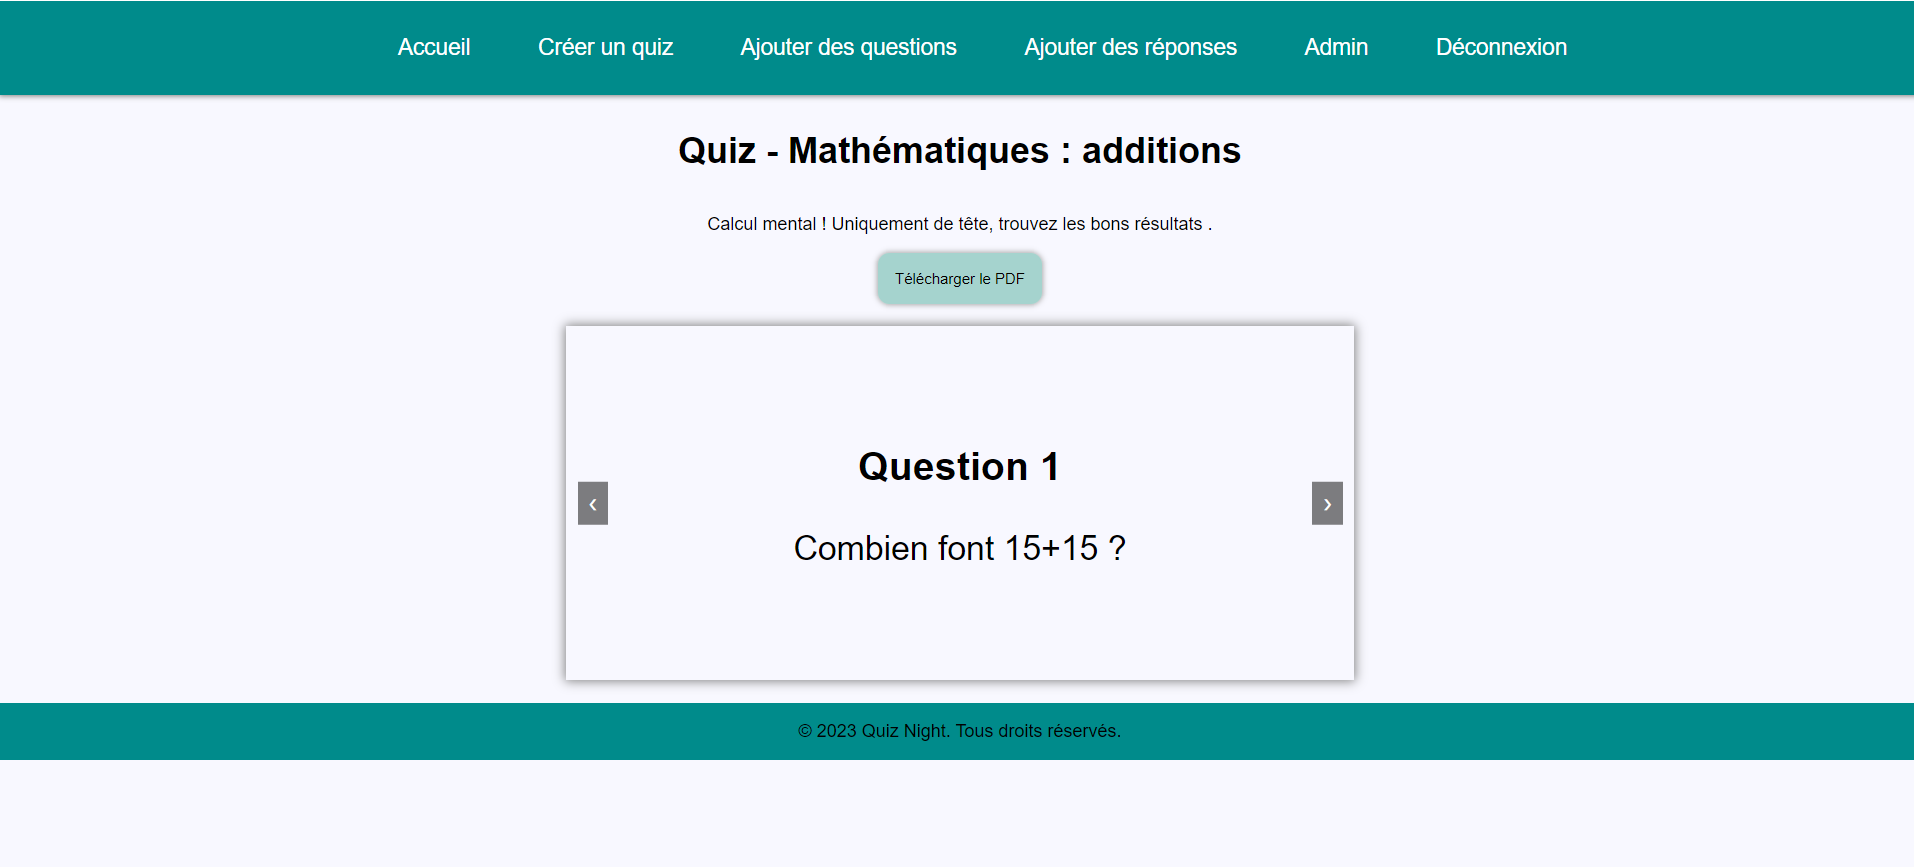 Accueil Créer un quiz Ajouter des questions Ajouter des réponses Admin Déconnexion
Quiz - Mathématiques : additions
Calcul mental ! Uniquement de tête, trouvez les bons résultats .
Télécharger le PDF
Question 1
‹ ›
Combien font 15+15 ?
© 2023 Quiz Night. Tous droits réservés.